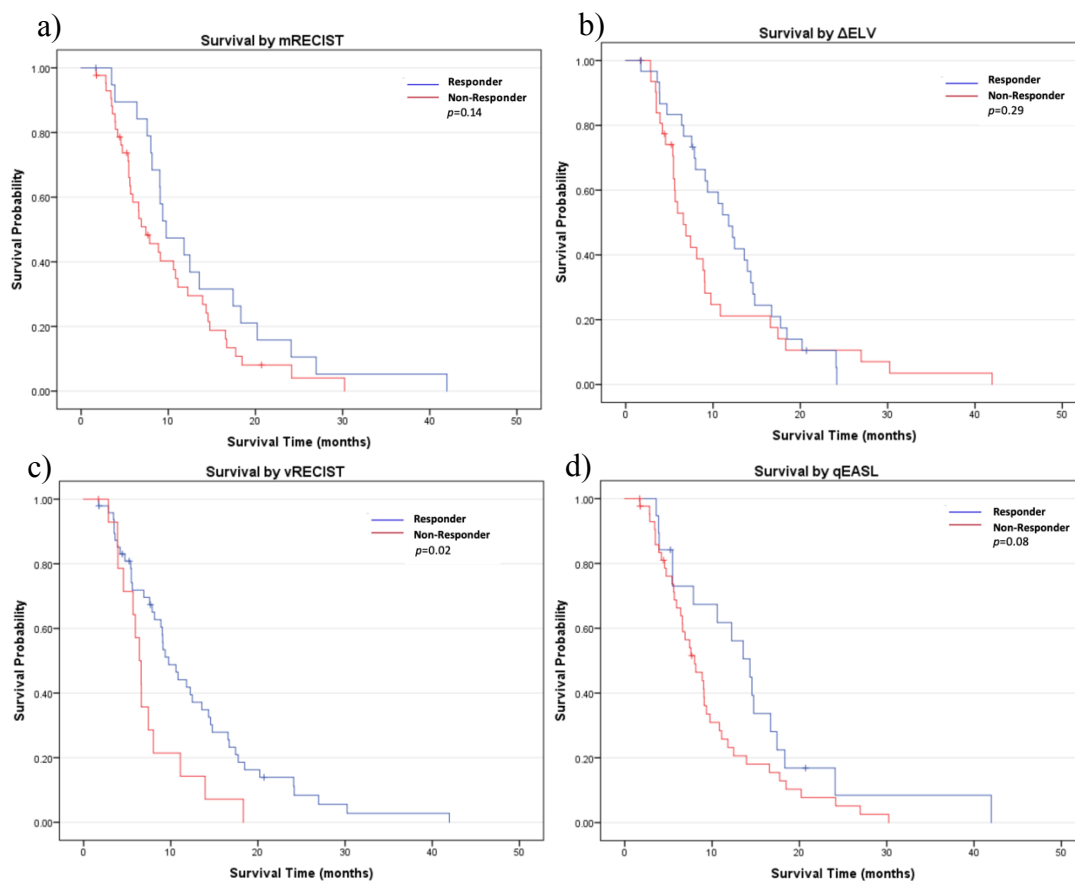 a)
Survival by mRECIST
Responder
Non-Responder
p=0.14
Survival Probability
1.00
0.80
0.60
0.40
0.20
0.00
0 10 20 30 40 50
Survival Time (months)
b)
Survival by ΔELV
Responder
Non-Responder
p=0.29
Survival Probability
1.00
0.80
0.60
0.40
0.20
0.00
0 10 20 30 40 50
Survival Time (months)
c)
Survival by vRECIST
Responder
Non-Responder
p=0.02
Survival Probability
1.00
0.80
0.60
0.40
0.20
0.00
0 10 20 30 40 50
Survival Time (months)
d)
Survival by qEASL
Responder
Non-Responder
p=0.08
Survival Probability
1.00
0.80
0.60
0.40
0.20
0.00
0 10 20 30 40 50
Survival Time (months)